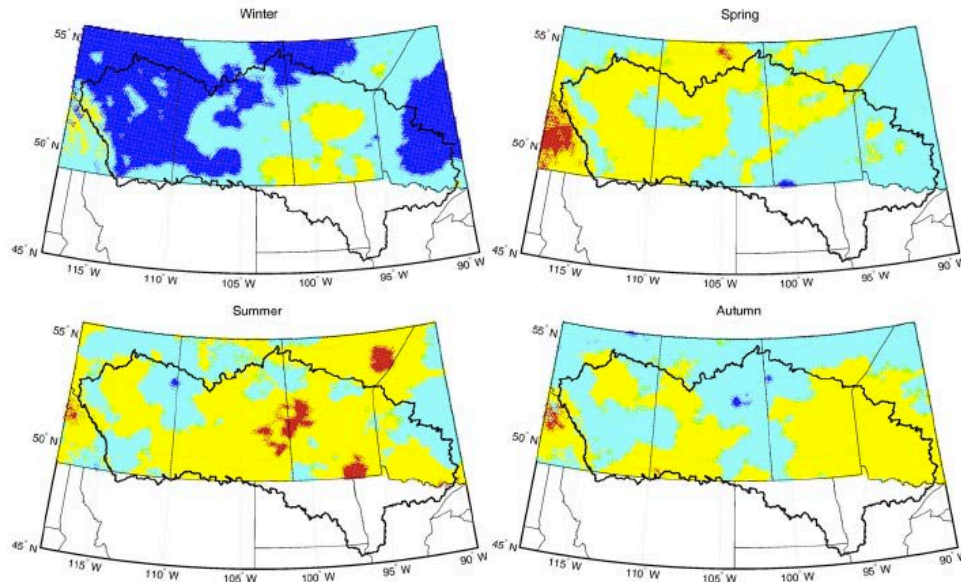 Winter
Spring
55° N
50° N
45° N
115° W
110° W
105° W
100° W
95° W
90° W
55° N
50° N
45° N
115° W
110° W
105° W
100° W
95° W
90° W
Summer
Autumn
55° N
50° N
45° N
115° W
110° W
105° W
100° W
95° W
90° W
55° N
50° N
45° N
115° W
110° W
105° W
100° W
95° W
90° W